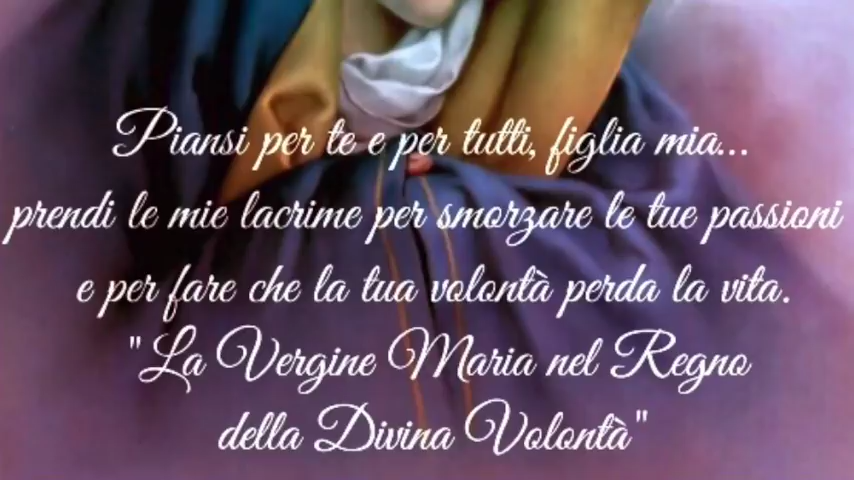 Piansi per te e per tutti, figlia mia...
prendi le mie lacrime per smorzare le tue passioni
e per fare che la tua volontà perda la vita.
"La Vergine Maria nel Regno
della Divina Volontà"